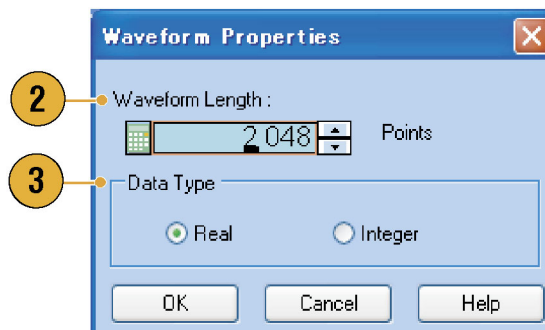 Waveform Properties
2
Waveform Length :
2 048 Points
3
Data Type
Real Integer
OK Cancel Help